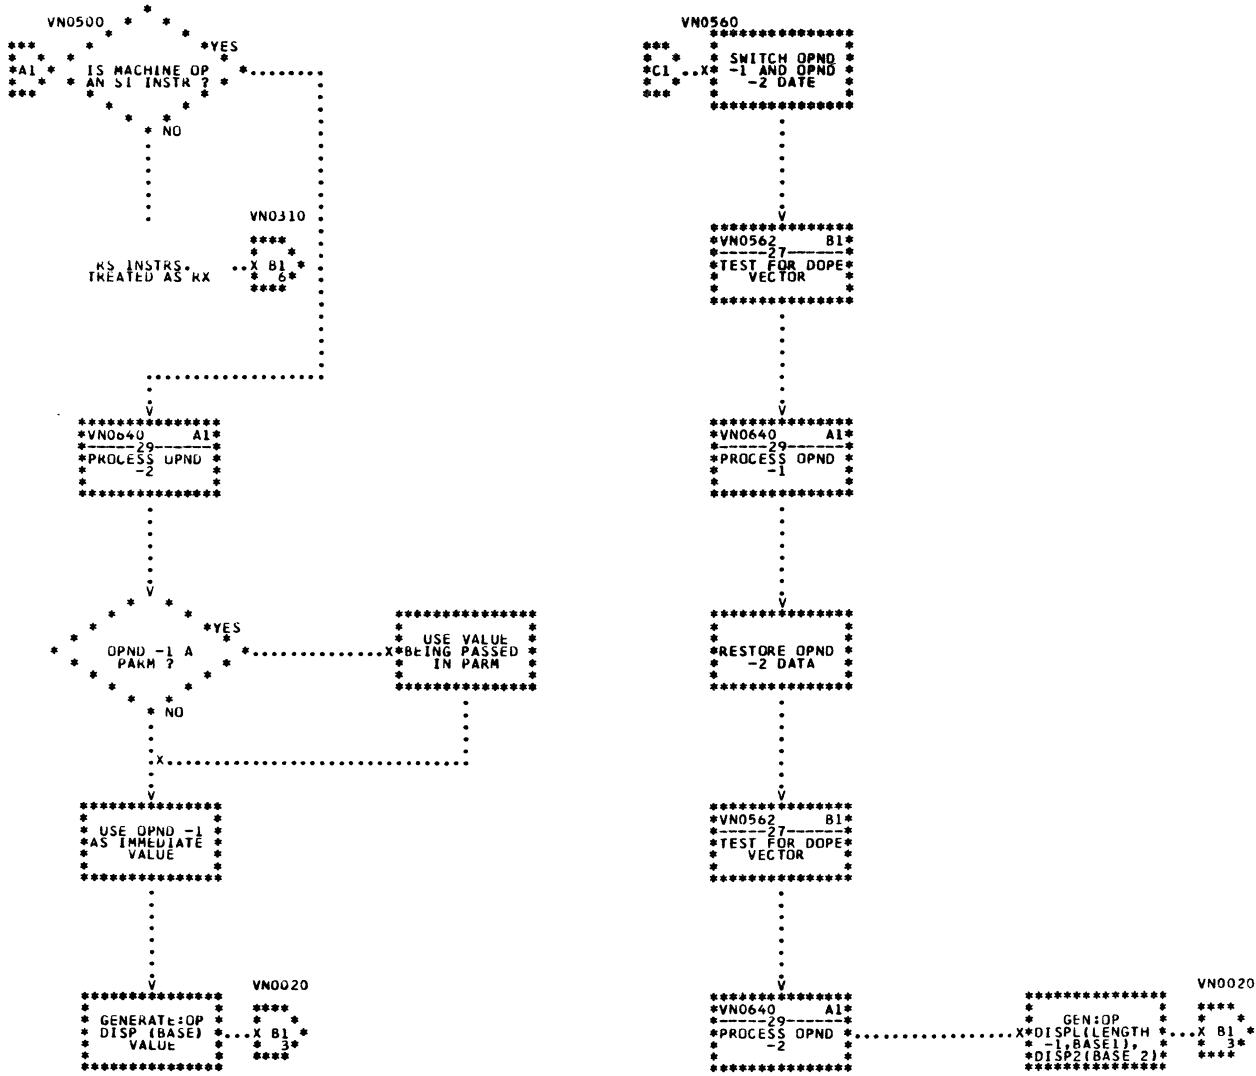 VN0500
YES
A1
IS MACHINE OP
AN SI INSTR ?
NO
VN0310
RS INSTRS.
TREATED AS RX
X B1
6
VN0640 A1
29
PROCESS OPND
-2
YES
OPND -1 A
PARM ?
NO
X
USE VALUE
BEING PASSED
IN PARM
X
USE OPND -1
AS IMMEDIATE
VALUE
VN0020
GENERATE:OP
DISP (BASE)
VALUE
X B1
3
VN0560
C1
X
SWITCH OPND
-1 AND OPND
-2 DATE
VN0562 B1
27
TEST FOR DOPE
VECTOR
VN0640 A1
29
PROCESS OPND
-1
RESTORE OPND
-2 DATA
VN0562 B1
27
TEST FOR DOPE
VECTOR
VN0640 A1
29
PROCESS OPND
-2
VN0020
X
GEN:OP
DISPL(LENGTH
-1,BASE1),
DISP2(BASE 2)
X B1
3